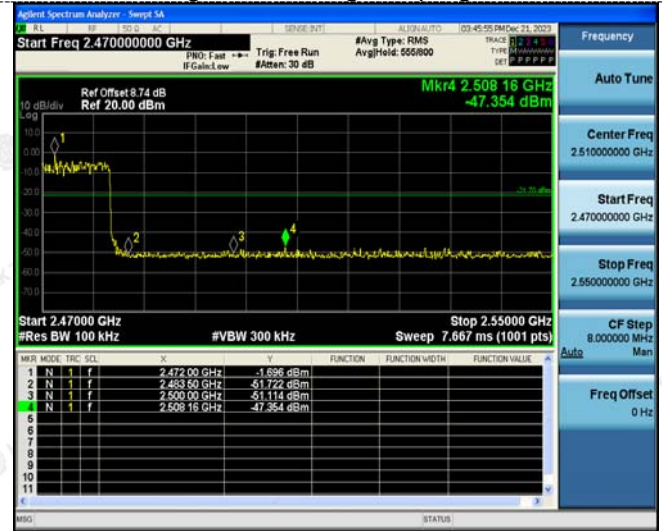 Agilent Spectrum Analyzer - Swept SA
RL RF 50 Ω AC SENSE:INT ALIGN AUTO 03:45:55 PM Dec 21, 2023
Start Freq 2.470000000 GHz
PNO: Fast
IFGain:Low
Trig: Free Run
#Atten: 30 dB
#Avg Type: RMS
Avg|Hold: 555/800
TRACE 1 2 3 4 5 6
TYPE
DET P P P P P P
Ref Offset 8.74 dB
10 dB/div Ref 20.00 dBm
Log
Mkr4 2.508 16 GHz
-47.354 dBm
10.0
0.00
-10.0
-20.0
-30.0
-40.0
-50.0
-60.0
-70.0
1
2
3
4
Start 2.47000 GHz
Stop 2.55000 GHz
#Res BW 100 kHz #VBW 300 kHz Sweep 7.667 ms (1001 pts)
MKR MODE TRC SCL X Y FUNCTION FUNCTION WIDTH FUNCTION VALUE
1 N 1 f 2.472 00 GHz -1.696 dBm
2 N 1 f 2.483 50 GHz -51.722 dBm
3 N 1 f 2.500 00 GHz -51.114 dBm
4 N 1 f 2.508 16 GHz -47.354 dBm
5
6
7
8
9
10
11
MSG STATUS
Frequency
Auto Tune
Center Freq
2.510000000 GHz
Start Freq
2.470000000 GHz
Stop Freq
2.550000000 GHz
CF Step
8.000000 MHz
Auto Man
Freq Offset
0 Hz